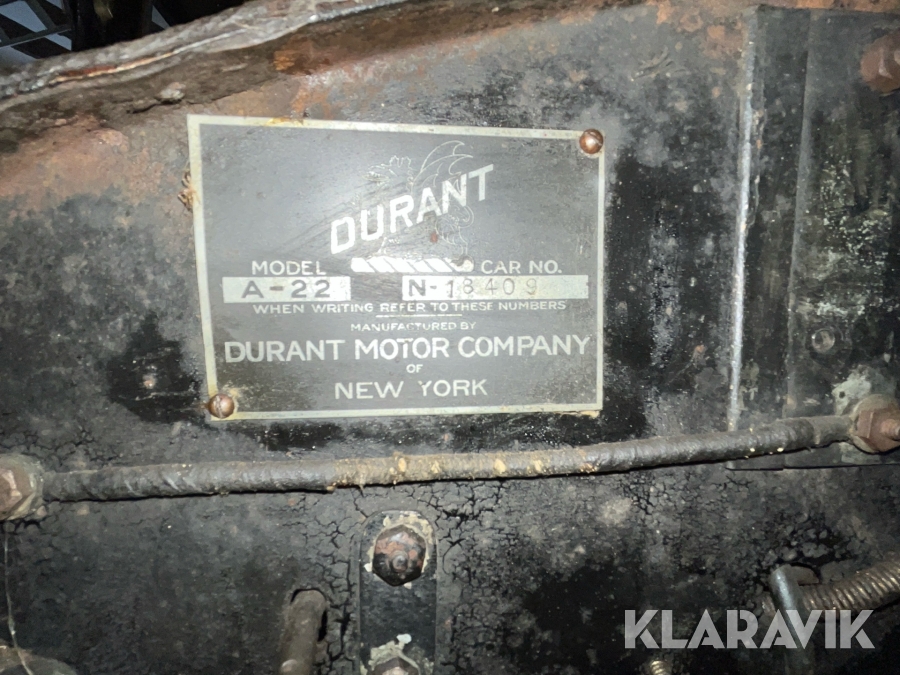 DURANT
MODEL CAR NO.
A-22 N-18409
WHEN WRITING REFER TO THESE NUMBERS
MANUFACTURED BY
DURANT MOTOR COMPANY
OF
NEW YORK
KLARAVIK